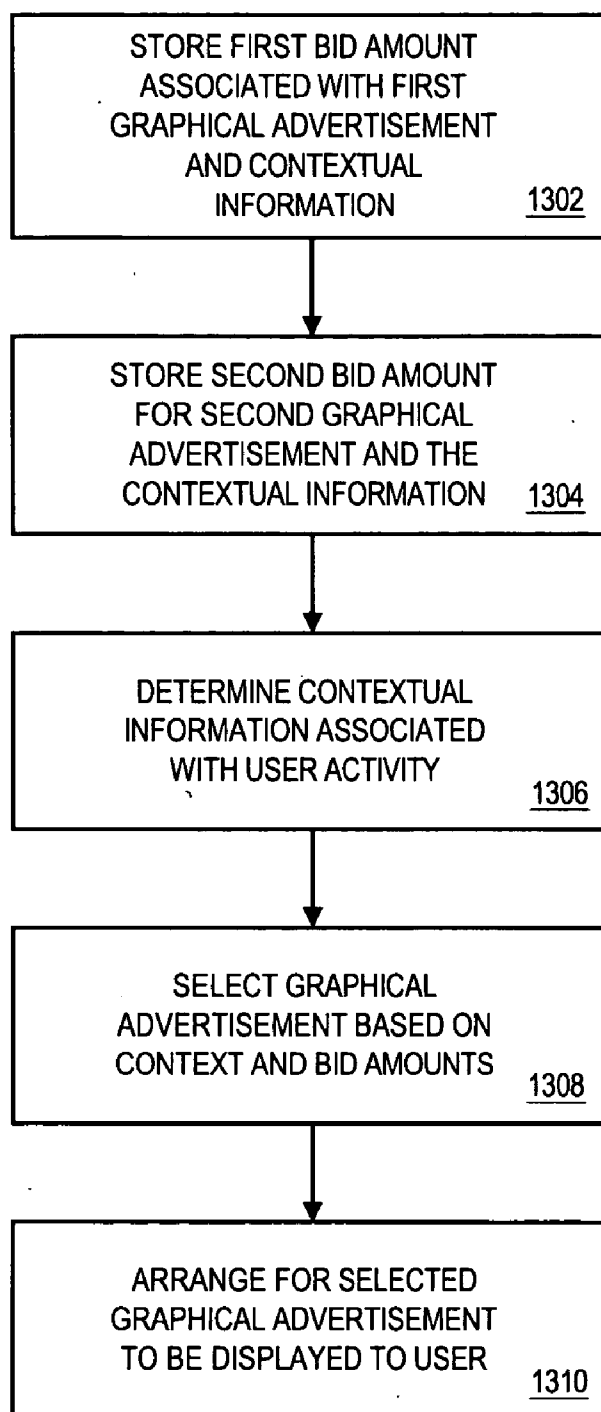 STORE FIRST BID AMOUNT
ASSOCIATED WITH FIRST
GRAPHICAL ADVERTISEMENT
AND CONTEXTUAL
INFORMATION
1302
STORE SECOND BID AMOUNT
FOR SECOND GRAPHICAL
ADVERTISEMENT AND THE
CONTEXTUAL INFORMATION
1304
DETERMINE CONTEXTUAL
INFORMATION ASSOCIATED
WITH USER ACTIVITY
1306
SELECT GRAPHICAL
ADVERTISEMENT BASED ON
CONTEXT AND BID AMOUNTS
1308
ARRANGE FOR SELECTED
GRAPHICAL ADVERTISEMENT
TO BE DISPLAYED TO USER
1310